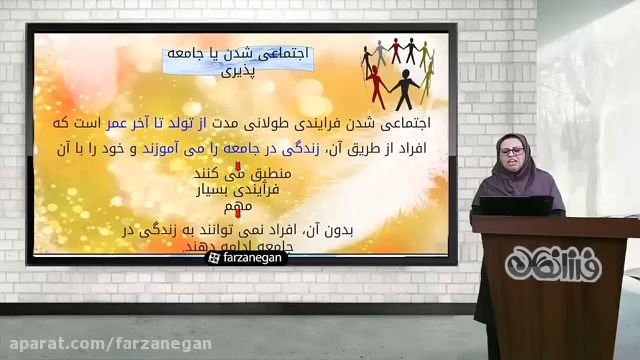 اجتماعی شدن یا جامعه
پذیری
اجتماعی شدن فرایندی طولانی مدت از تولد تا آخر عمر است که
افراد از طریق آن، زندگی در جامعه را می آموزند و خود را با آن
منطبق می کنند
فرآیندی بسیار
مهم
بدون آن، افراد نمی توانند به زندگی در
جامعه ادامه دهند.
farzanegan
فرزانگان
aparat.com/farzanegan